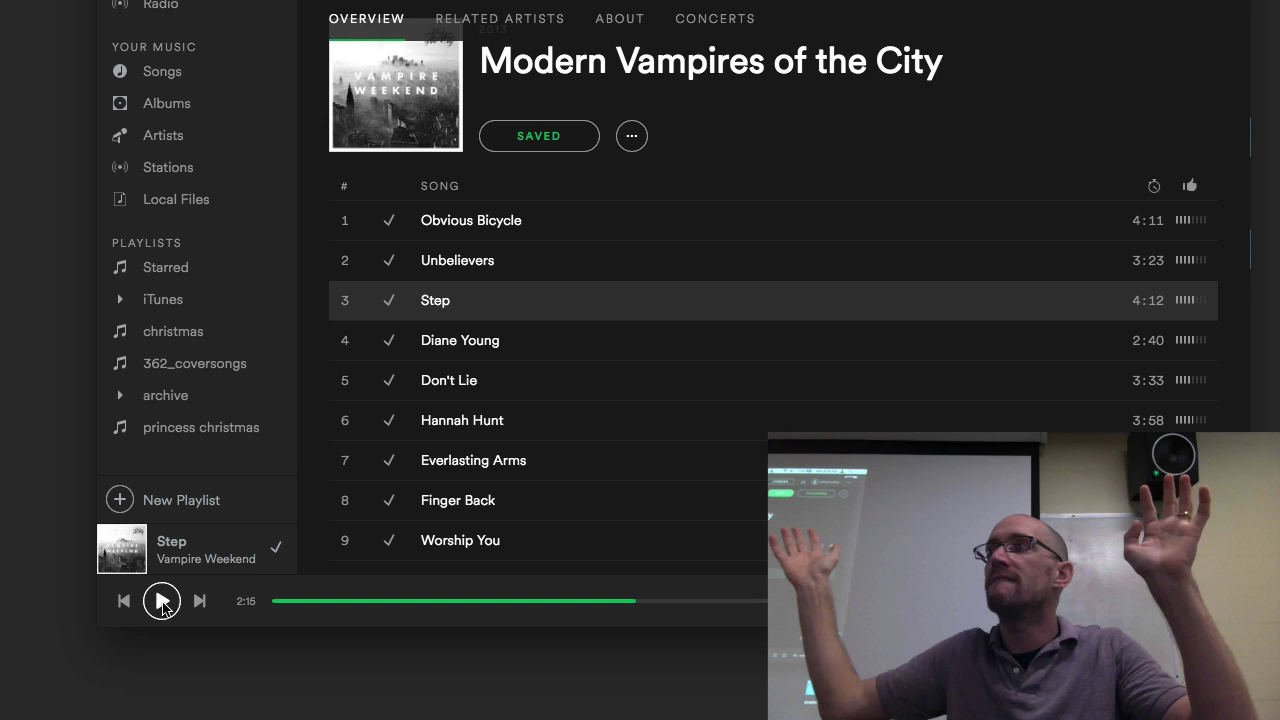 Radio
YOUR MUSIC
Songs
Albums
Artists
Stations
Local Files
PLAYLISTS
Starred
iTunes
christmas
362_coversongs
archive
princess christmas
New Playlist
Step
Vampire Weekend
OVERVIEW RELATED ARTISTS ABOUT CONCERTS
2013
VAMPIRE
WEEKEND
Modern Vampires of the City
SAVED
# SONG
1 Obvious Bicycle 4:11
2 Unbelievers 3:23
3 Step 4:12
4 Diane Young 2:40
5 Don't Lie 3:33
6 Hannah Hunt 3:58
7 Everlasting Arms
8 Finger Back
9 Worship You
2:15